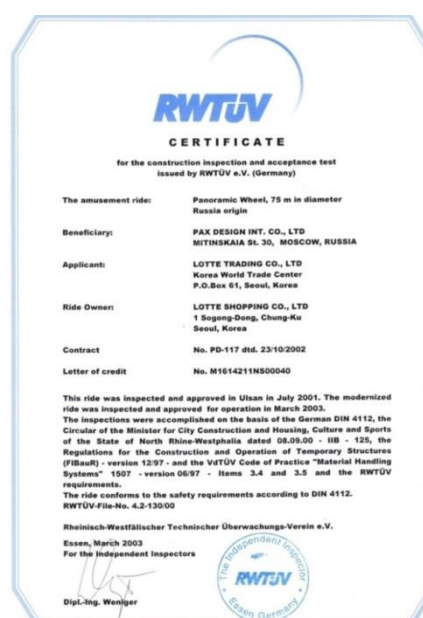 RWTÜV
CERTIFICATE
for the construction inspection and acceptance test
issued by RWTÜV e.V. (Germany)
The amusement ride: Panoramic Wheel, 75 m in diameter
Russia origin
Beneficiary: PAX DESIGN INT. CO., LTD
MITINSKAIA St. 30, MOSCOW, RUSSIA
Applicant: LOTTE TRADING CO., LTD
Korea World Trade Center
P.O.Box 61, Seoul, Korea
Ride Owner: LOTTE SHOPPING CO., LTD
1 Sogong-Dong, Chung-Ku
Seoul, Korea
Contract No. PD-117 dtd. 23/10/2002
Letter of credit No. M1614211NS00040
This ride was inspected and approved in Ulsan in July 2001. The modernized
ride was inspected and approved for operation in March 2003.
The inspections were accomplished on the basis of the German DIN 4112, the
Circular of the Minister for City Construction and Housing, Culture and Sports
of the State of North Rhine-Westphalia dated 08.09.00 - IIB - 125, the
Regulations for the Construction and Operation of Temporary Structures
(FlBauR) - version 12/97 - and the VdTÜV Code of Practice "Material Handling
Systems" 1507 - version 06/97 - Items 3.4 and 3.5 and the RWTÜV
requirements.
The ride conforms to the safety requirements according to DIN 4112.
RWTÜV-File-No. 4.2-130/00
Rheinisch-Westfälischer Technischer Überwachungs-Verein e.V.
Essen, March 2003
For the Independent Inspectors
Dipl.-Ing. Weniger
The Independent Inspector
RWTÜV
Essen Germany